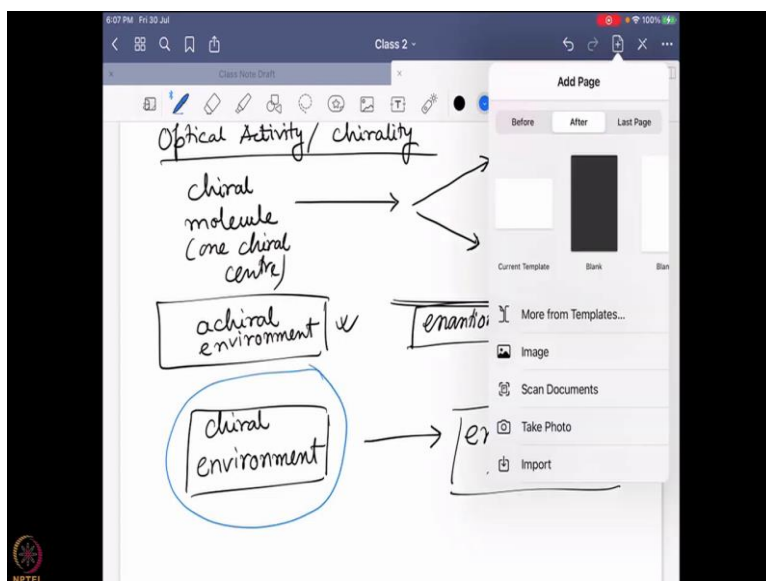 6:07 PM Fri 30 Jul
100%
Class 2
Class Note Draft
Add Page
Before After Last Page
Current Template Blank Blan
More from Templates...
Image
Scan Documents
Take Photo
Import
Optical Activity / chirality
chiral
molecule
(one chiral
centre)
achiral
environment
enantio
chiral
environment
NPTEL